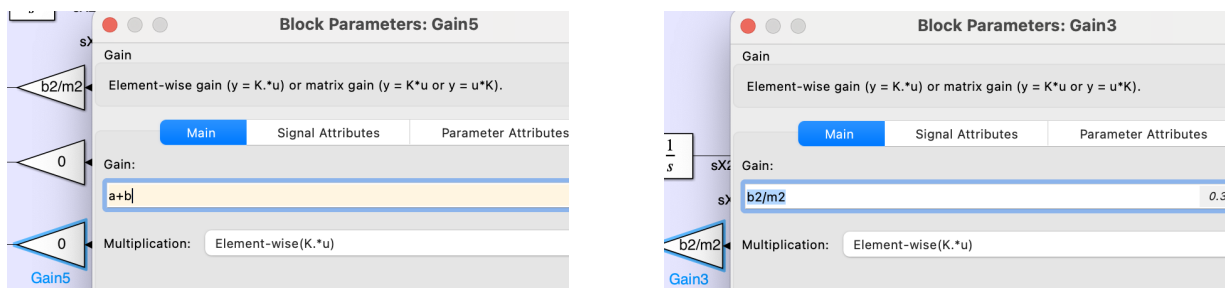 Block Parameters: Gain5
Gain
b2/m2
Element-wise gain (y = K.*u) or matrix gain (y = K*u or y = u*K).
Main Signal Attributes Parameter Attributes
0
Gain:
a+b
0
Multiplication: Element-wise(K.*u)
Gain5
Block Parameters: Gain3
Gain
Element-wise gain (y = K.*u) or matrix gain (y = K*u or y = u*K).
Main Signal Attributes Parameter Attributes
1
s
sX2
Gain:
b2/m2
0.3
b2/m2
Multiplication: Element-wise(K.*u)
Gain3